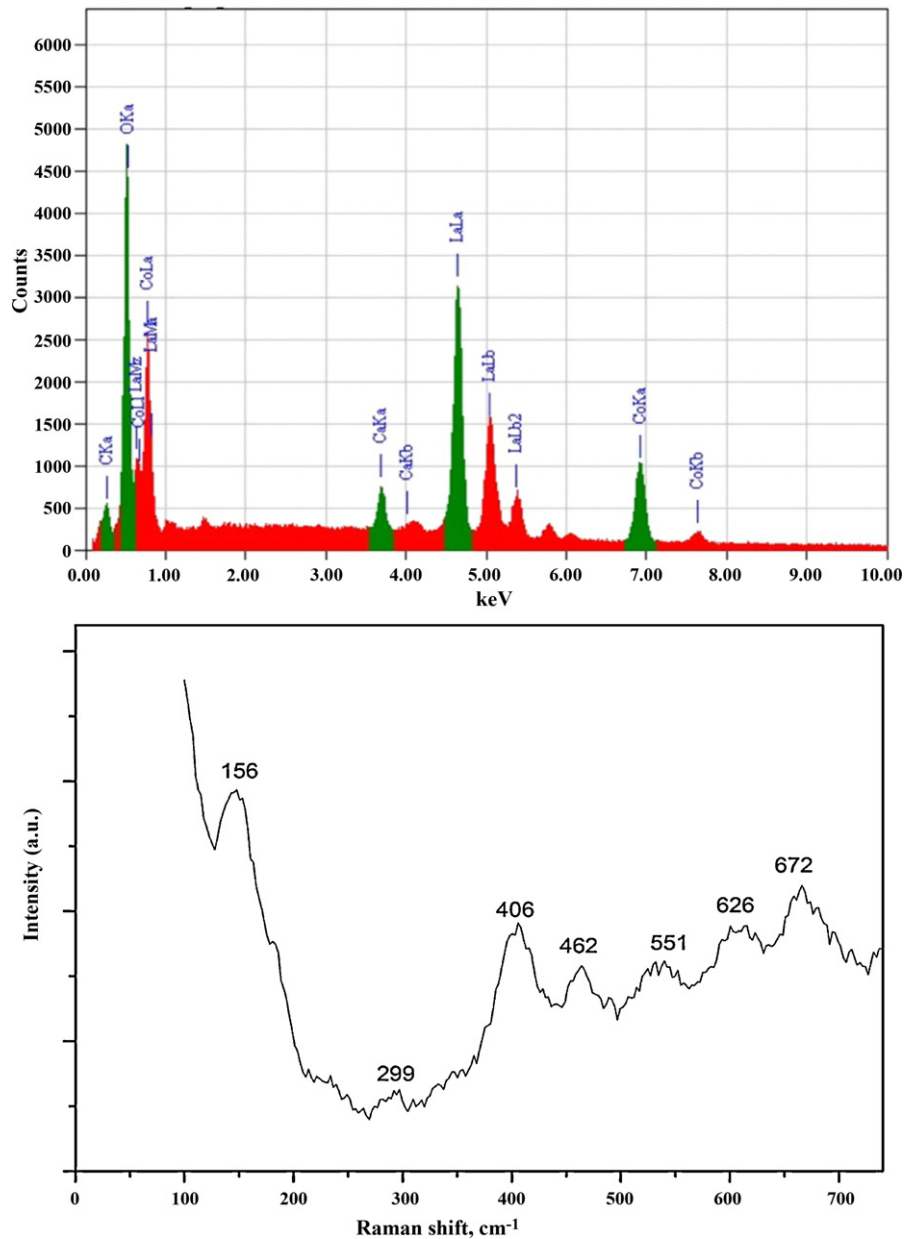 6000
5500
5000
4500
4000
3500
3000
2500
2000
1500
1000
500
0
Counts
CKa
OKa
CoLl
LaMz
CoLa
LaMa
CaKa
CaKb
LaLa
LaLb
LaLb2
CoKa
CoKb
0.00 1.00 2.00 3.00 4.00 5.00 6.00 7.00 8.00 9.00 10.00
keV
Intensity (a.u.)
156
299
406
462
551
626
672
0 100 200 300 400 500 600 700
Raman shift, cm-1